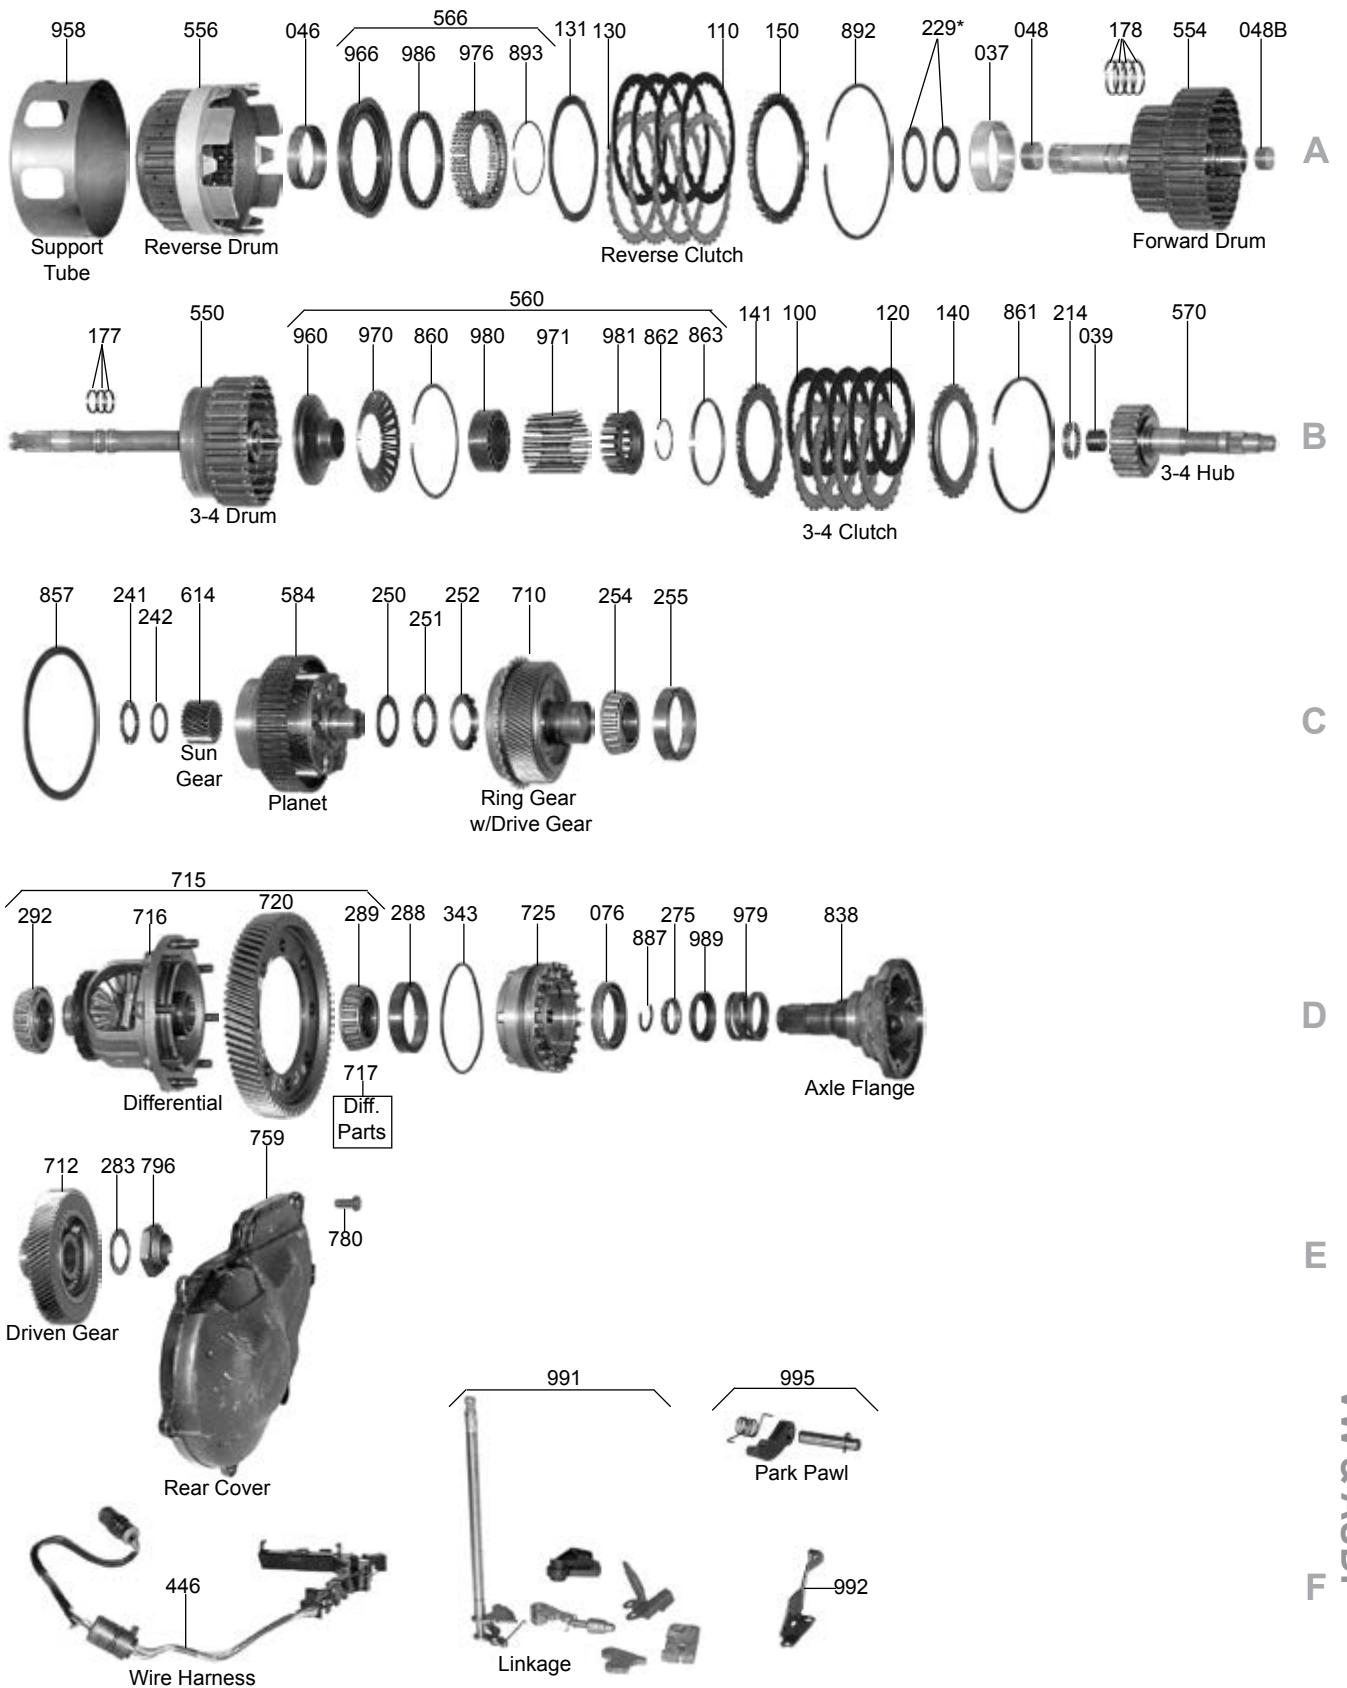 566
958 556 046 131 130 110 150 892 229* 048 178 554 048B
966 986 976 893 037
A
Support
Tube
Reverse Drum
Reverse Clutch
Forward Drum
560
177 550 141 100 120 140 861 214 570
960 970 860 980 971 981 862 863 039
B
3-4 Drum
3-4 Clutch
3-4 Hub
857 241 614 584 250 252 710 254 255
242 251
C
Sun
Gear
Planet
Ring Gear
w/Drive Gear
715
292 716 720 289 288 343 725 076 275 979 838
887 989
D
Differential
717
Diff.
Parts
Axle Flange
759
712 283 796
780
E
Driven Gear
991 995
Rear Cover
Park Pawl
446
992
F
Wire Harness
Linkage